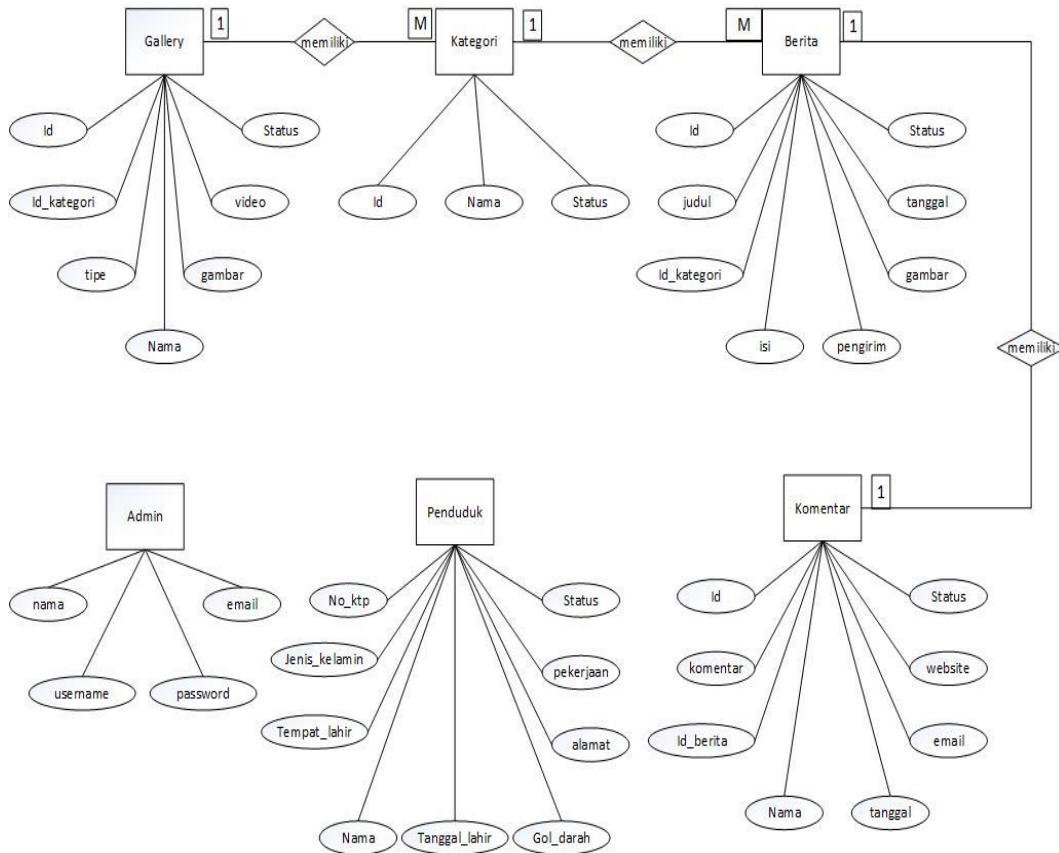 Gallery
1
memiliki
M
Kategori
1
memiliki
M
Berita
1
Id
Status
Id_kategori
video
tipe
gambar
Nama
Id
Nama
Status
Id
Status
judul
tanggal
Id_kategori
gambar
isi
pengirim
memiliki
Admin
nama
email
username
password
Penduduk
No_ktp
Status
Jenis_kelamin
pekerjaan
Tempat_lahir
alamat
Nama
Tanggal_lahir
Gol_darah
Komentar
1
Id
Status
komentar
website
Id_berita
email
Nama
tanggal